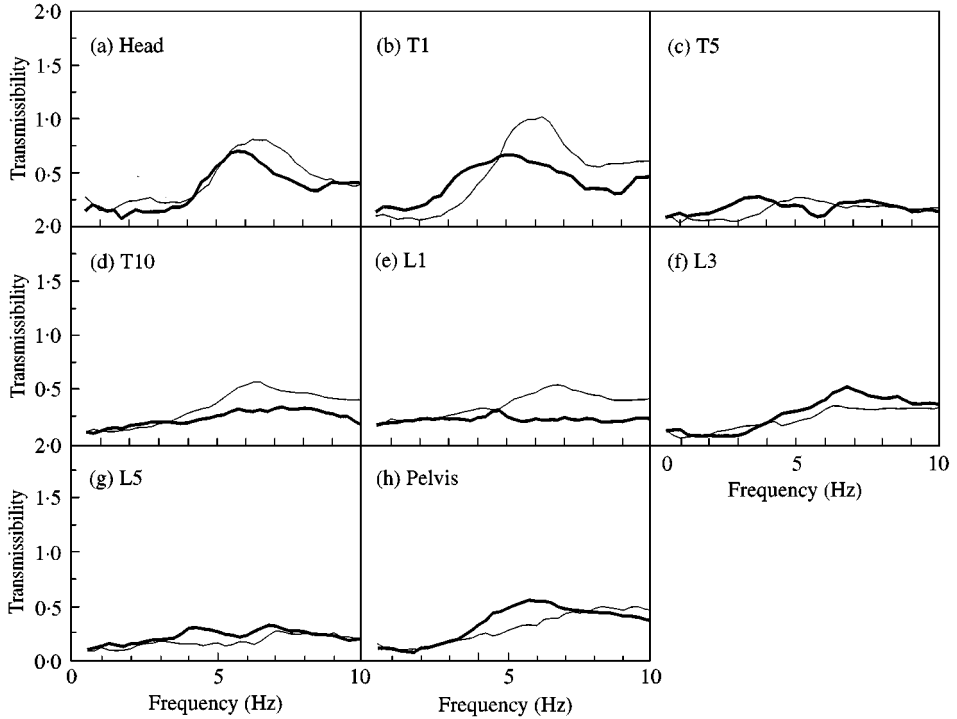 2·0
(a) Head
(b) T1
(c) T5
1·5
Transmissibility
1·0
0·5
2·0
(d) T10
(e) L1
(f) L3
1·5
Transmissibility
1·0
0·5
2·0
0
5
10
(g) L5
(h) Pelvis
Frequency (Hz)
1·5
Transmissibility
1·0
0·5
0·0
0
5
10
5
10
Frequency (Hz)
Frequency (Hz)